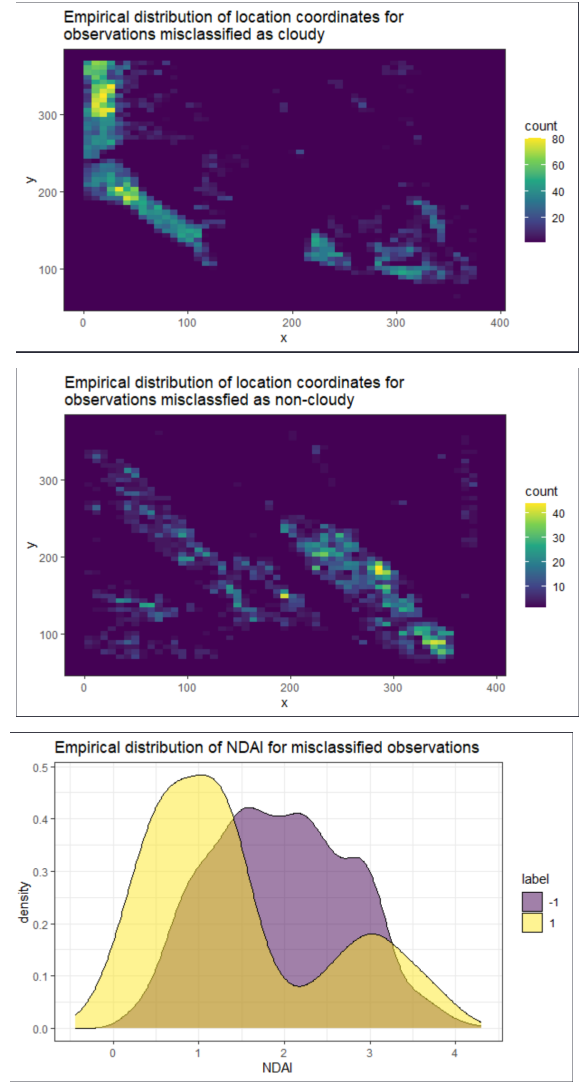 Empirical distribution of location coordinates for
observations misclassified as cloudy
300
200
100
y
0 100 200 300 400
x
count
80
60
40
20
Empirical distribution of location coordinates for
observations misclassfied as non-cloudy
300
200
100
y
0 100 200 300 400
x
count
40
30
20
10
Empirical distribution of NDAI for misclassified observations
0.5
0.4
0.3
0.2
0.1
0.0
density
0 1 2 3 4
NDAI
label
-1
1